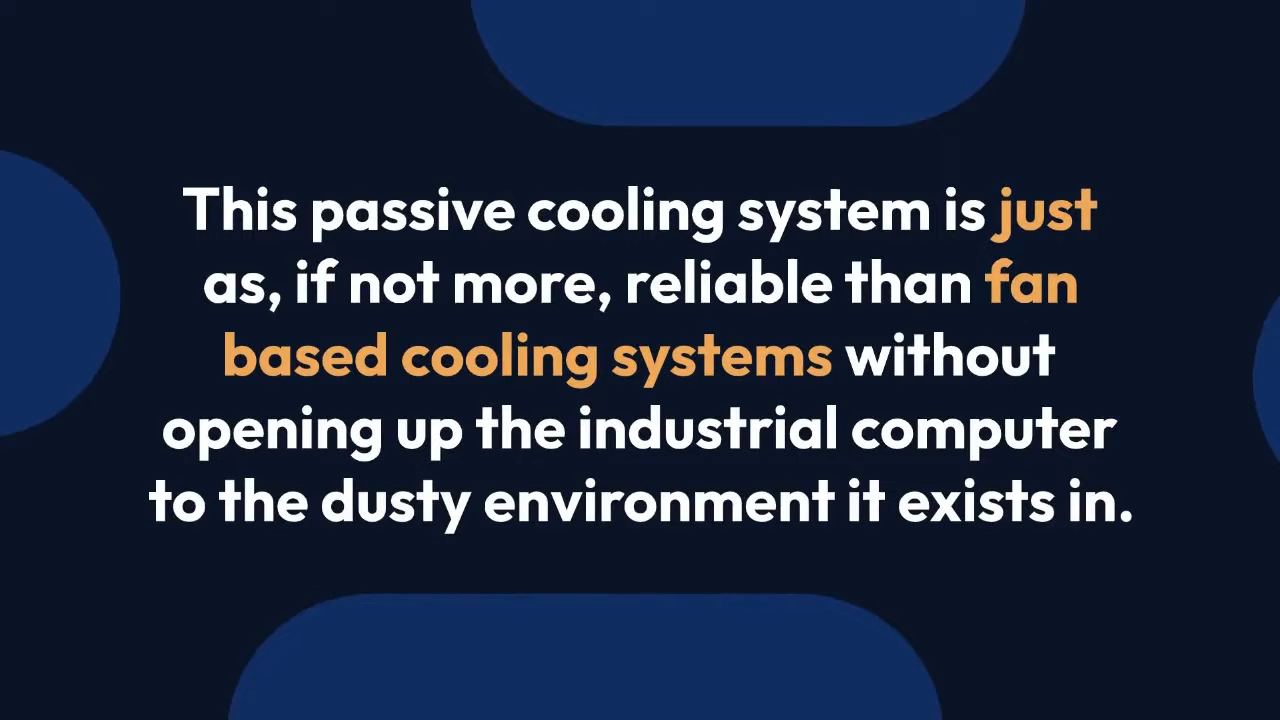 This passive cooling system is just
as, if not more, reliable than fan
based cooling systems without
opening up the industrial computer
to the dusty environment it exists in.